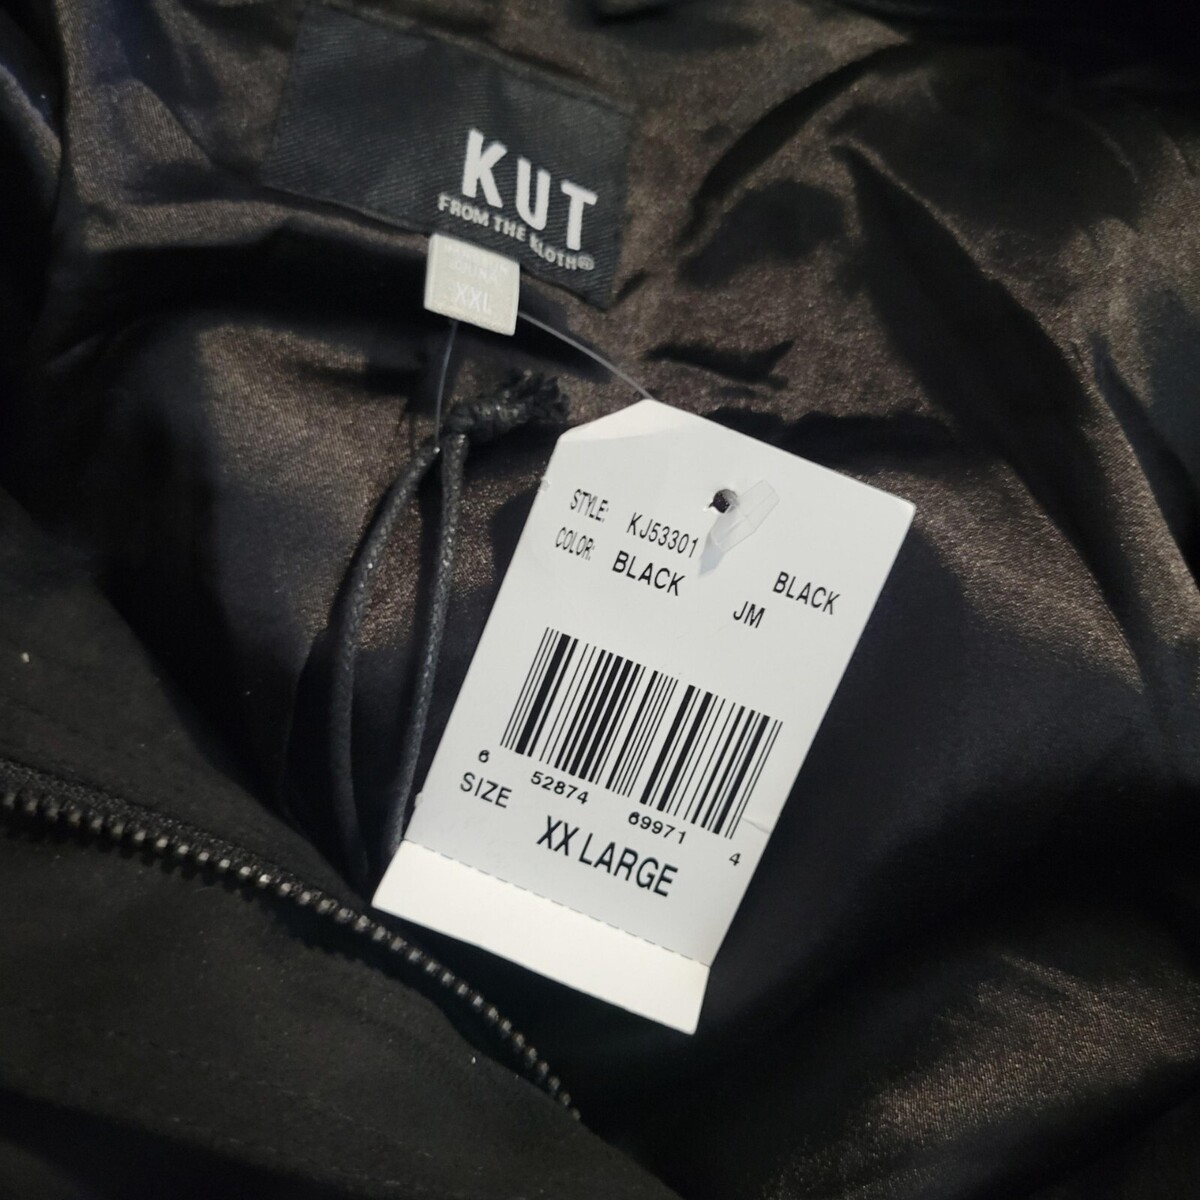 KUT
FROM THE KLOTH®
XXL
STYLE: KJ53301
COLOR: BLACK BLACK
JM
6 52874 69971 4
SIZE
XX LARGE